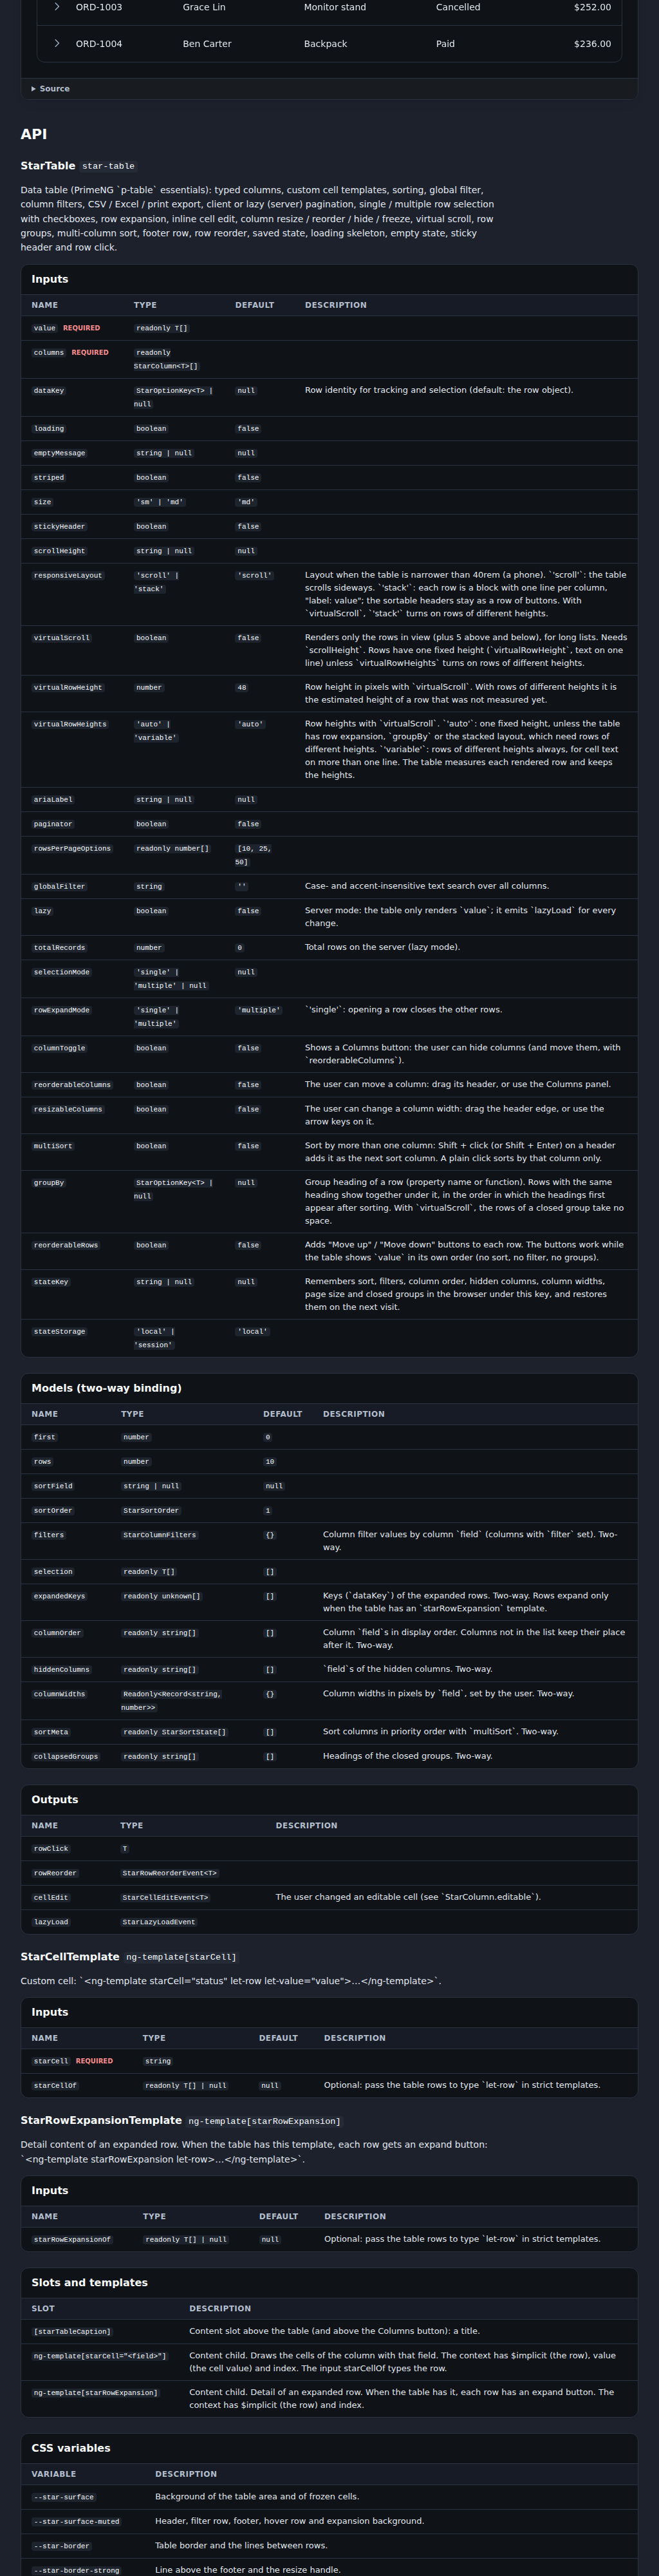 ORD-1003 Grace Lin Monitor stand Cancelled $252.00
ORD-1004 Ben Carter Backpack Paid $236.00
Source
API
StarTable star-table
Data table (PrimeNG `p-table` essentials): typed columns, custom cell templates, sorting, global filter,
column filters, CSV / Excel / print export, client or lazy (server) pagination, single / multiple row selection
with checkboxes, row expansion, inline cell edit, column resize / reorder / hide / freeze, virtual scroll, row
groups, multi-column sort, footer row, row reorder, saved state, loading skeleton, empty state, sticky
header and row click.
Inputs
NAME TYPE DEFAULT DESCRIPTION
value REQUIRED readonly T[]
columns REQUIRED readonly
StarColumn<T>[]
dataKey StarOptionKey<T> | null Row identity for tracking and selection (default: the row object).
null
loading boolean false
emptyMessage string | null null
striped boolean false
size 'sm' | 'md' 'md'
stickyHeader boolean false
scrollHeight string | null null
responsiveLayout 'scroll' | 'scroll' Layout when the table is narrower than 40rem (a phone). `'scroll'`: the table
'stack' scrolls sideways. `'stack'`: each row is a block with one line per column,
"label: value"; the sortable headers stay as a row of buttons. With
`virtualScroll`, `'stack'` turns on rows of different heights.
virtualScroll boolean false Renders only the rows in view (plus 5 above and below), for long lists. Needs
`scrollHeight`. Rows have one fixed height (`virtualRowHeight`, text on one
line) unless `virtualRowHeights` turns on rows of different heights.
virtualRowHeight number 48 Row height in pixels with `virtualScroll`. With rows of different heights it is
the estimated height of a row that was not measured yet.
virtualRowHeights 'auto' | 'auto' Row heights with `virtualScroll`. `'auto'`: one fixed height, unless the table
'variable' has row expansion, `groupBy` or the stacked layout, which need rows of
different heights. `'variable'`: rows of different heights always, for cell text
on more than one line. The table measures each rendered row and keeps
the heights.
ariaLabel string | null null
paginator boolean false
rowsPerPageOptions readonly number[] [10, 25,
50]
globalFilter string '' Case- and accent-insensitive text search over all columns.
lazy boolean false Server mode: the table only renders `value`; it emits `lazyLoad` for every
change.
totalRecords number 0 Total rows on the server (lazy mode).
selectionMode 'single' | null
'multiple' | null
rowExpandMode 'single' | 'multiple' `'single'`: opening a row closes the other rows.
'multiple'
columnToggle boolean false Shows a Columns button: the user can hide columns (and move them, with
`reorderableColumns`).
reorderableColumns boolean false The user can move a column: drag its header, or use the Columns panel.
resizableColumns boolean false The user can change a column width: drag the header edge, or use the
arrow keys on it.
multiSort boolean false Sort by more than one column: Shift + click (or Shift + Enter) on a header
adds it as the next sort column. A plain click sorts by that column only.
groupBy StarOptionKey<T> | null Group heading of a row (property name or function). Rows with the same
null heading show together under it, in the order in which the headings first
appear after sorting. With `virtualScroll`, the rows of a closed group take no
space.
reorderableRows boolean false Adds "Move up" / "Move down" buttons to each row. The buttons work while
the table shows `value` in its own order (no sort, no filter, no groups).
stateKey string | null null Remembers sort, filters, column order, hidden columns, column widths,
page size and closed groups in the browser under this key, and restores
them on the next visit.
stateStorage 'local' | 'local'
'session'
Models (two-way binding)
NAME TYPE DEFAULT DESCRIPTION
first number 0
rows number 10
sortField string | null null
sortOrder StarSortOrder 1
filters StarColumnFilters {} Column filter values by column `field` (columns with `filter` set). Two-
way.
selection readonly T[] []
expandedKeys readonly unknown[] [] Keys (`dataKey`) of the expanded rows. Two-way. Rows expand only
when the table has an `starRowExpansion` template.
columnOrder readonly string[] [] Column `field`s in display order. Columns not in the list keep their place
after it. Two-way.
hiddenColumns readonly string[] [] `field`s of the hidden columns. Two-way.
columnWidths Readonly<Record<string, {} Column widths in pixels by `field`, set by the user. Two-way.
number>>
sortMeta readonly StarSortState[] [] Sort columns in priority order with `multiSort`. Two-way.
collapsedGroups readonly string[] [] Headings of the closed groups. Two-way.
Outputs
NAME TYPE DESCRIPTION
rowClick T
rowReorder StarRowReorderEvent<T>
cellEdit StarCellEditEvent<T> The user changed an editable cell (see `StarColumn.editable`).
lazyLoad StarLazyLoadEvent
StarCellTemplate ng-template[starCell]
Custom cell: `<ng-template starCell="status" let-row let-value="value">…</ng-template>`.
Inputs
NAME TYPE DEFAULT DESCRIPTION
starCell REQUIRED string
starCellOf readonly T[] | null null Optional: pass the table rows to type `let-row` in strict templates.
StarRowExpansionTemplate ng-template[starRowExpansion]
Detail content of an expanded row. When the table has this template, each row gets an expand button:
`<ng-template starRowExpansion let-row>…</ng-template>`.
Inputs
NAME TYPE DEFAULT DESCRIPTION
starRowExpansionOf readonly T[] | null null Optional: pass the table rows to type `let-row` in strict templates.
Slots and templates
SLOT DESCRIPTION
[starTableCaption] Content slot above the table (and above the Columns button): a title.
ng-template[starCell="<field>"] Content child. Draws the cells of the column with that field. The context has $implicit (the row), value
(the cell value) and index. The input starCellOf types the row.
ng-template[starRowExpansion] Content child. Detail of an expanded row. When the table has it, each row has an expand button. The
context has $implicit (the row) and index.
CSS variables
VARIABLE DESCRIPTION
--star-surface Background of the table area and of frozen cells.
--star-surface-muted Header, filter row, footer, hover row and expansion background.
--star-border Table border and the lines between rows.
--star-border-strong Line above the footer and the resize handle.